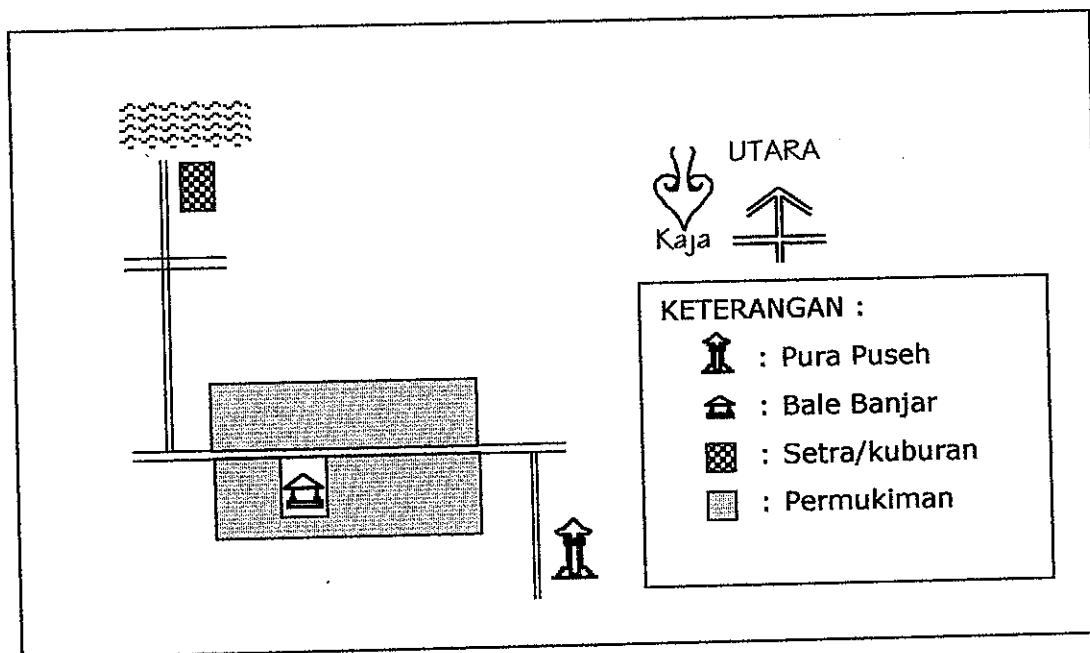 UTARA
Kaja
KETERANGAN :
: Pura Puseh
: Bale Banjar
: Setra/kuburan
: Permukiman